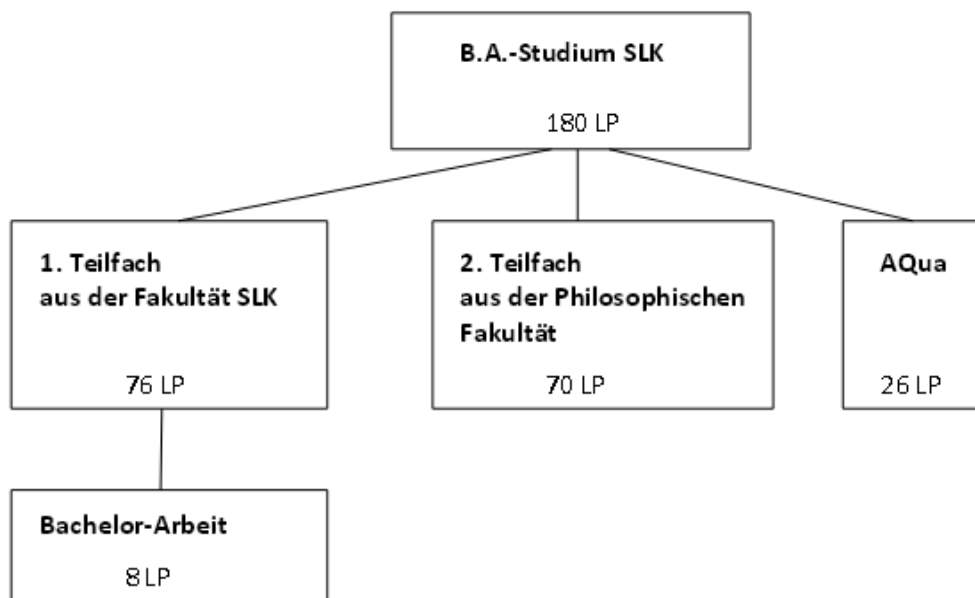 B.A.-Studium SLK
180 LP
1. Teilfach
aus der Fakultät SLK
76 LP
2. Teilfach
aus der Philosophischen
Fakultät
70 LP
AQua
26 LP
Bachelor-Arbeit
8 LP